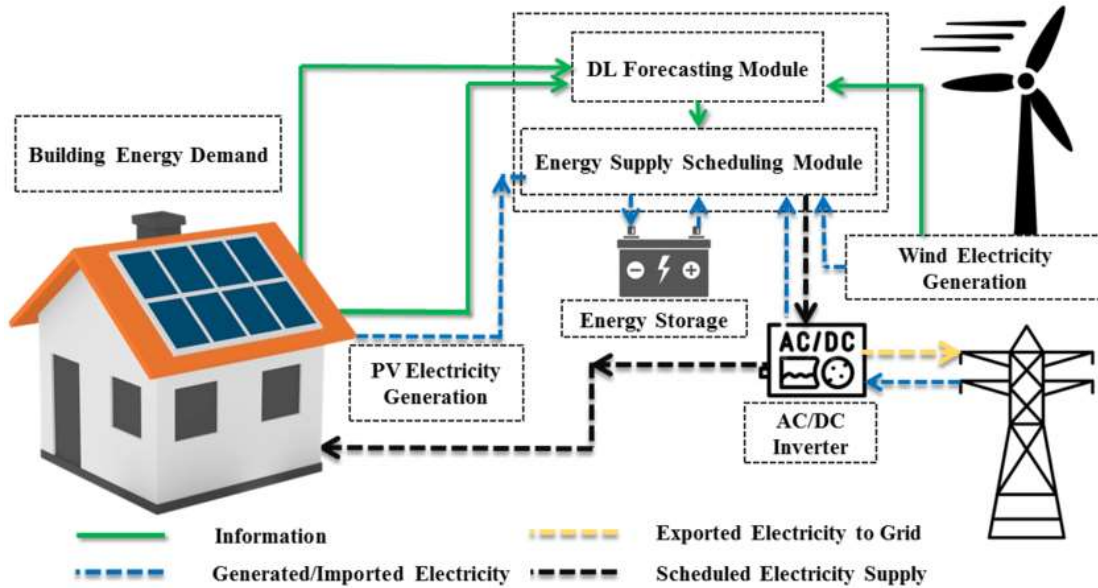 DL Forecasting Module
Building Energy Demand
Energy Supply Scheduling Module
Wind Electricity
Generation
Energy Storage
AC/DC
PV Electricity
Generation
AC/DC
Inverter
Information
Exported Electricity to Grid
Generated/Imported Electricity
Scheduled Electricity Supply